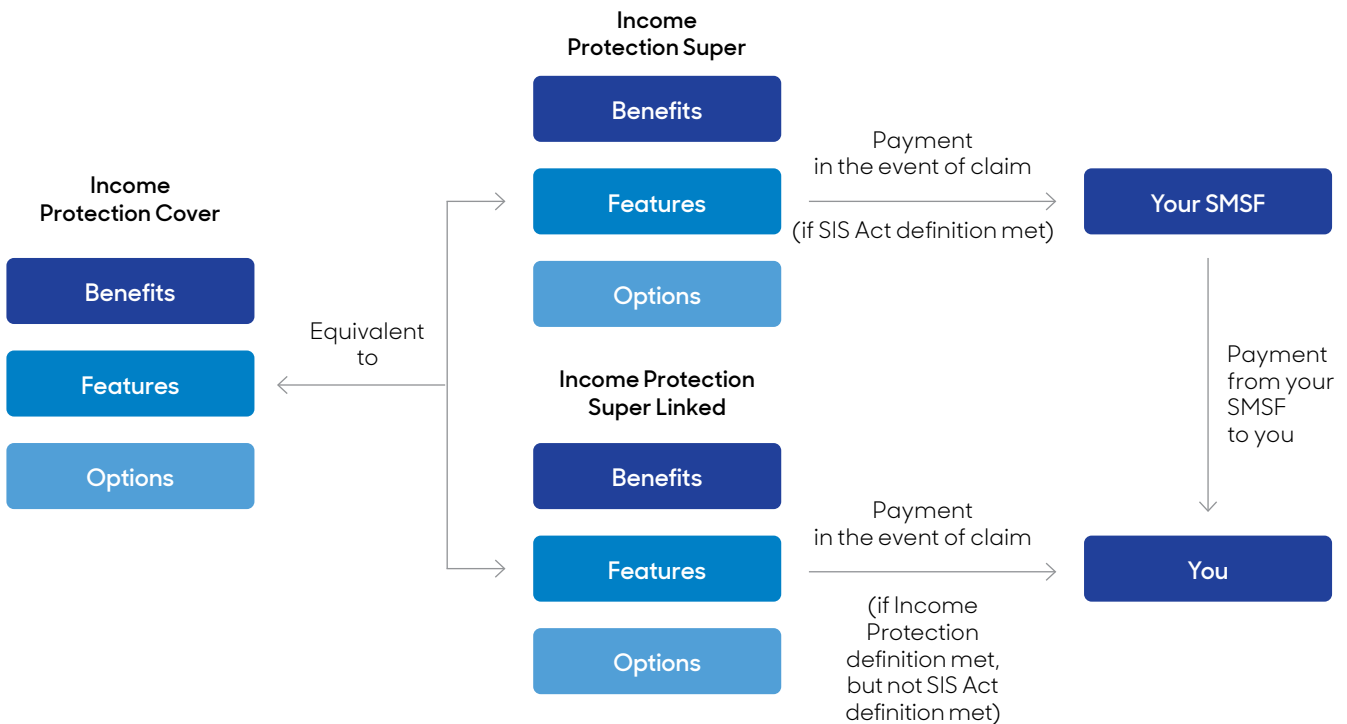 Income
Protection Cover
Benefits
Features
Options
Equivalent
to
Income
Protection Super
Benefits
Features
Options
Payment
in the event of claim
(if SIS Act definition met)
Your SMSF
Payment
from your
SMSF
to you
Income Protection
Super Linked
Benefits
Features
Options
Payment
in the event of claim
(if Income
Protection
definition met,
but not SIS Act
definition met)
You